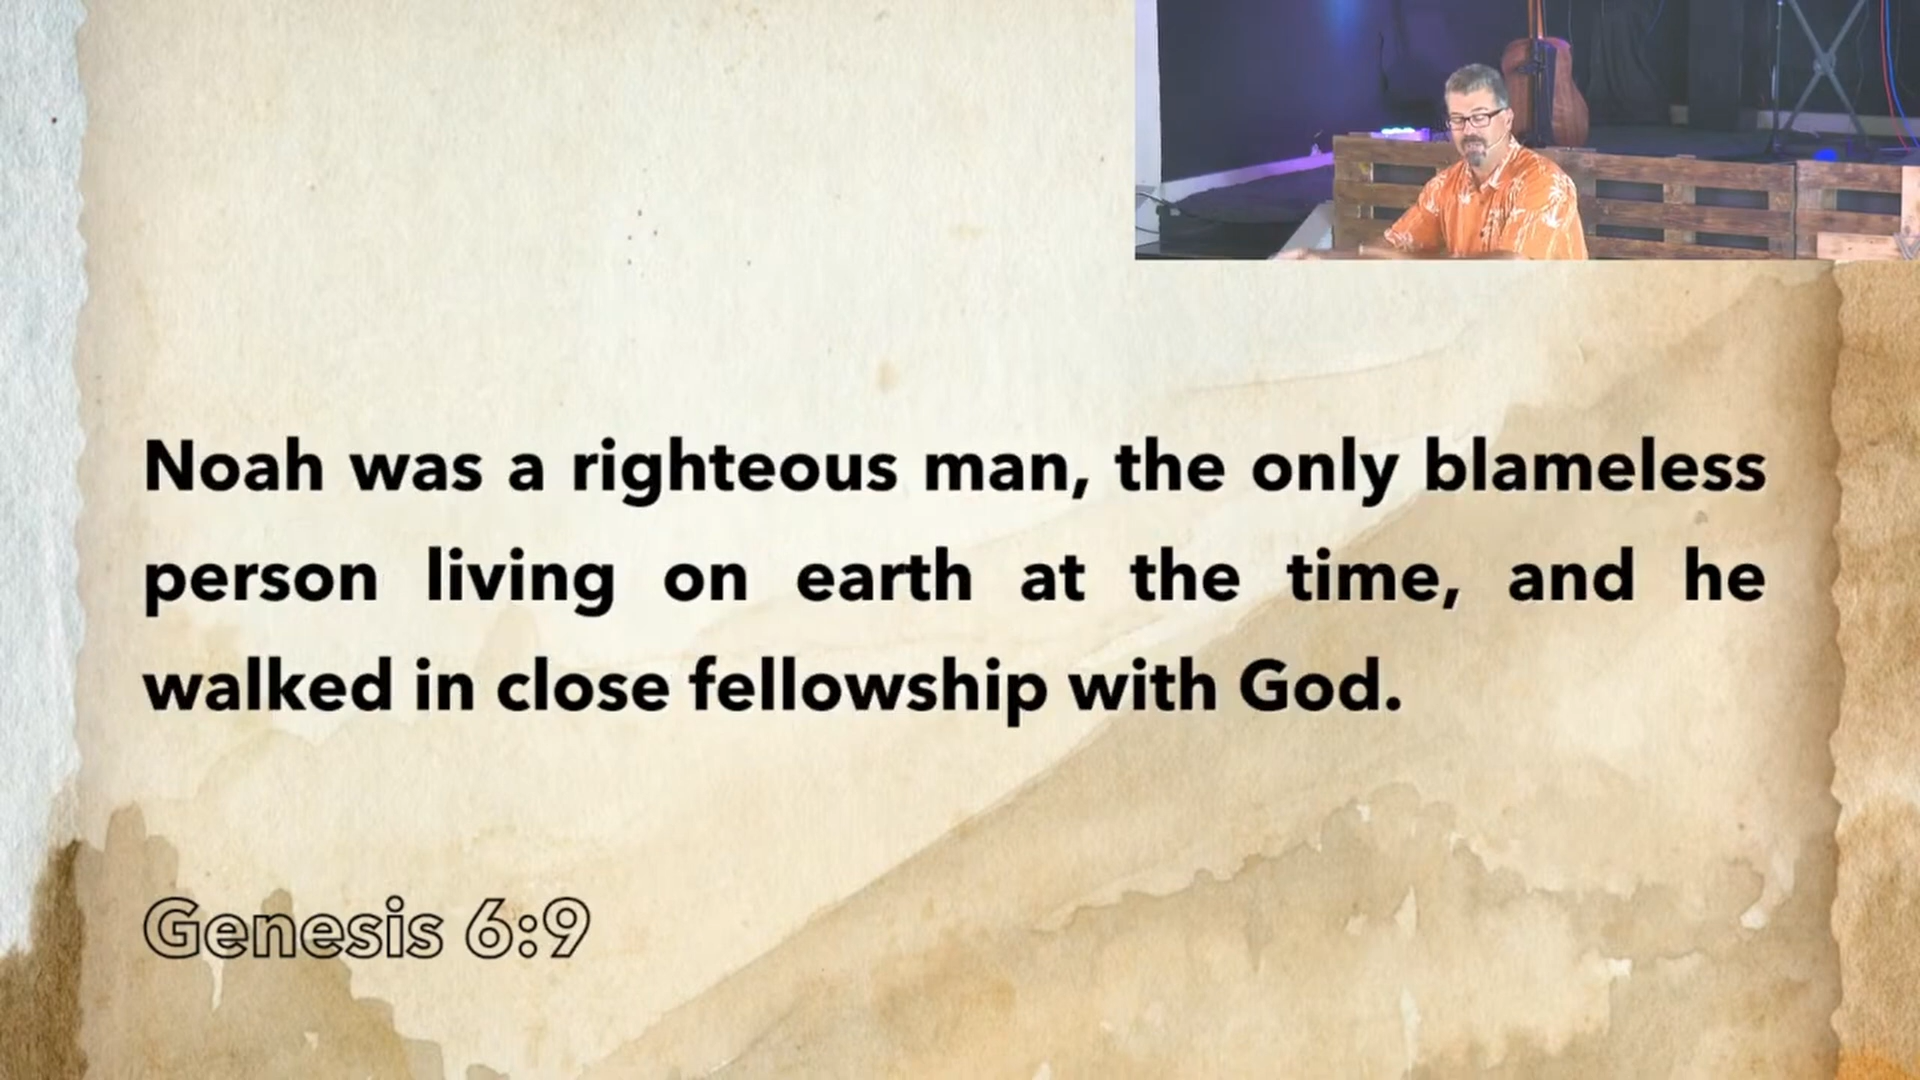 Noah was a righteous man, the only blameless
person living on earth at the time, and he
walked in close fellowship with God.
Genesis 6:9